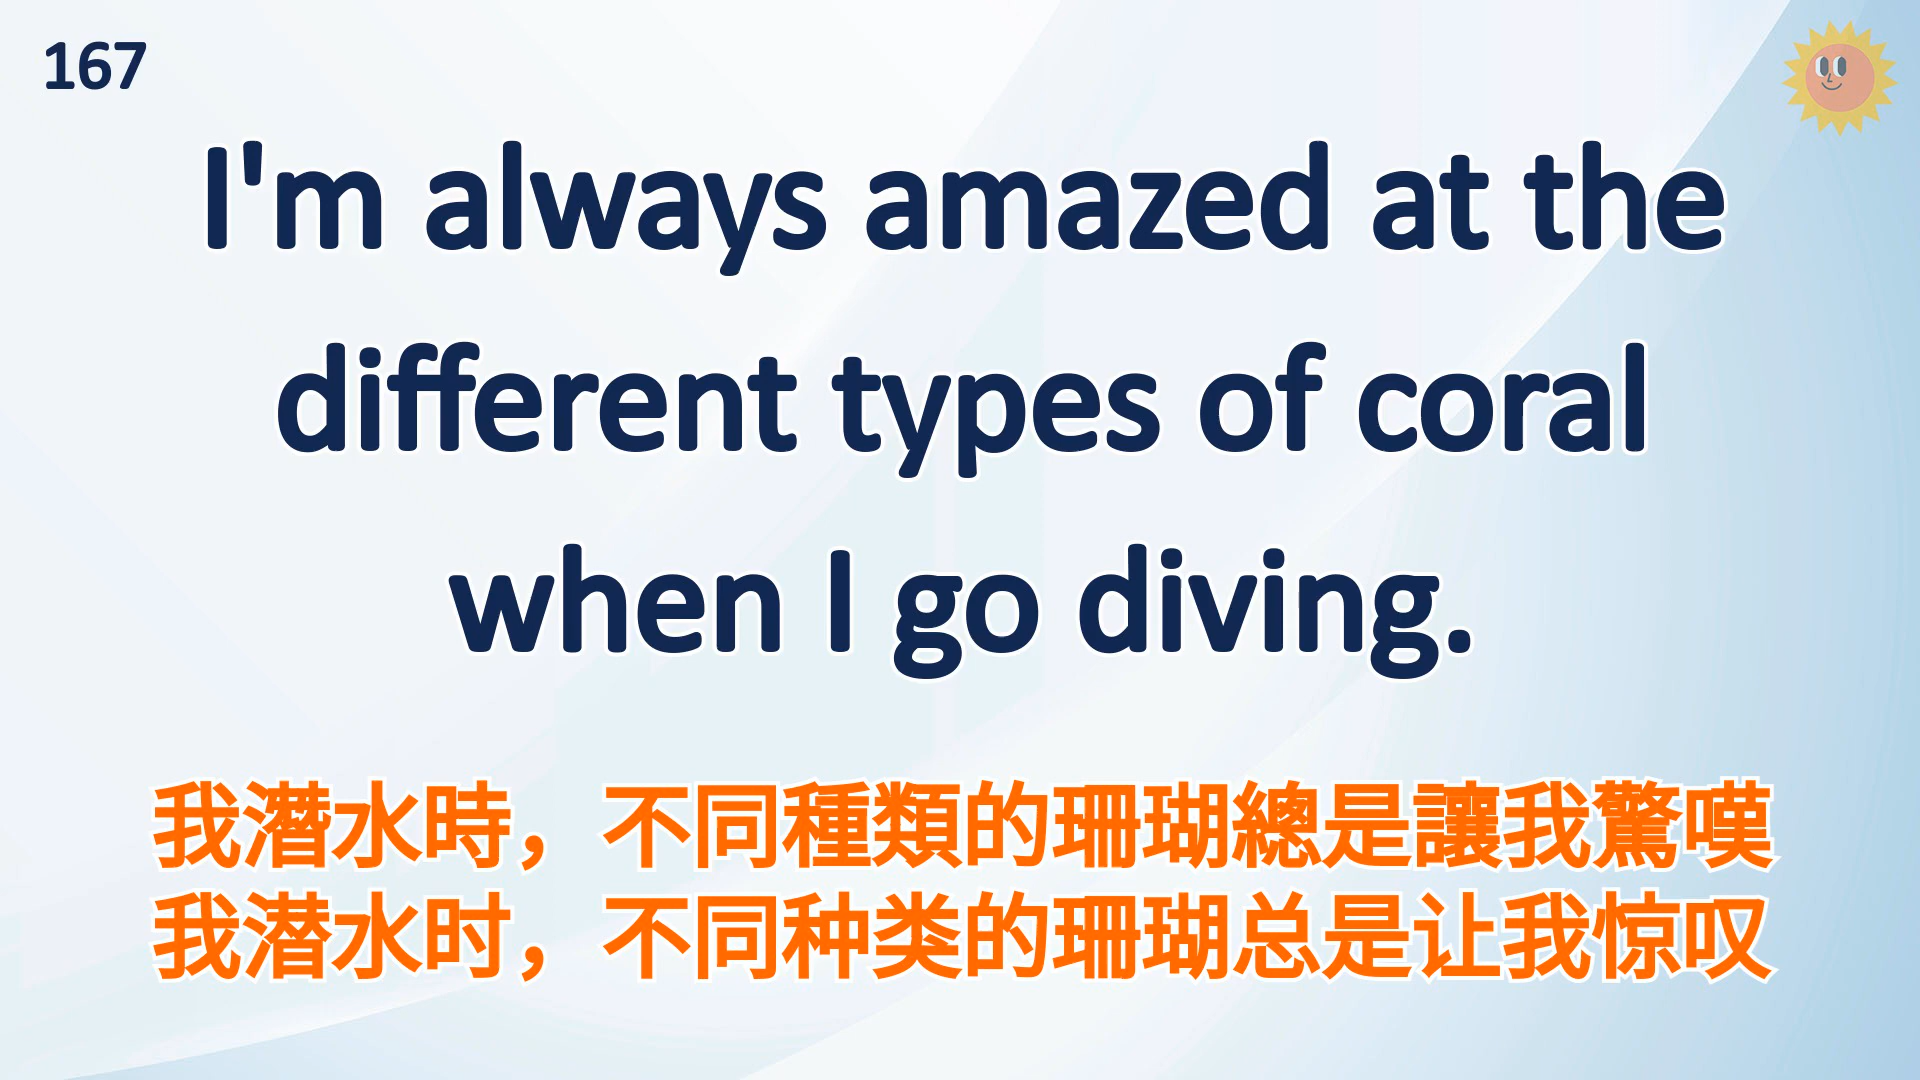 167
I'm always amazed at the
different types of coral
when I go diving.
我潛水時，不同種類的珊瑚總是讓我驚嘆
我潜水时，不同种类的珊瑚总是让我惊叹